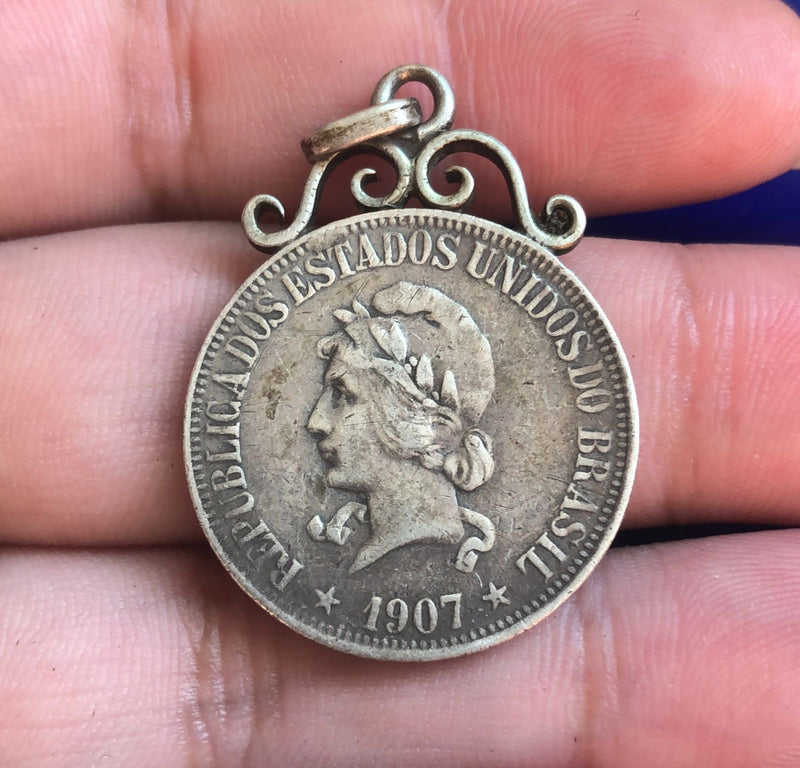 REPUBLICA DOS ESTADOS UNIDOS DO BRASIL
★ 1907 ★